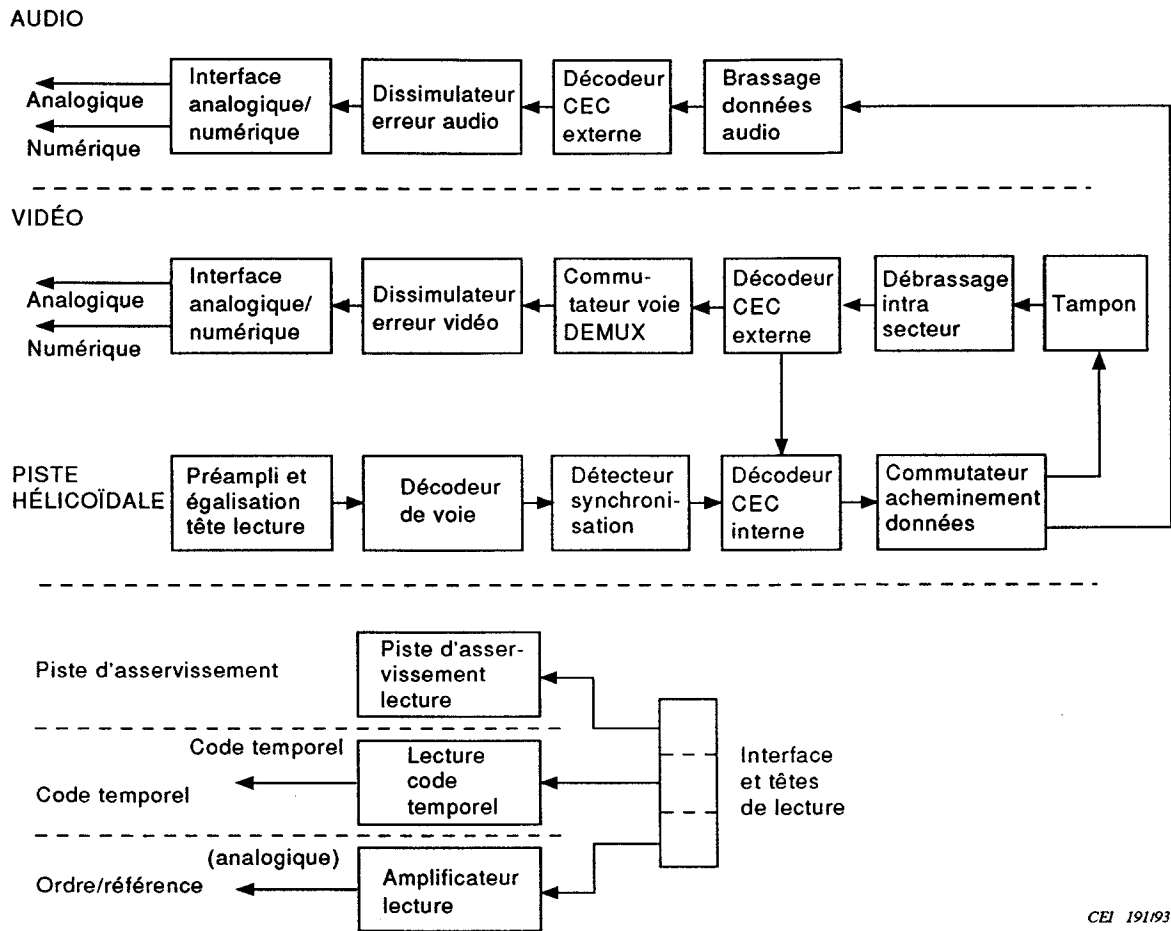 AUDIO
Analogique
Numérique
Interface
analogique/
numérique
Dissimulateur
erreur audio
Décodeur
CEC
externe
Brassage
données
audio
VIDÉO
Analogique
Numérique
Interface
analogique/
numérique
Dissimulateur
erreur vidéo
Commu-
tateur voie
DEMUX
Décodeur
CEC
externe
Débrassage
intra
secteur
Tampon
PISTE
HÉLICOÏDALE
Préampli et
égalisation
tête lecture
Décodeur
de voie
Détecteur
synchroni-
sation
Décodeur
CEC
interne
Commutateur
acheminement
données
Piste d'asservissement
Piste d'asser-
vissement
lecture
Code temporel
Code temporel
Lecture
code
temporel
Interface
et têtes
de lecture
(analogique)
Ordre/référence
Amplificateur
lecture
CEI 191/93